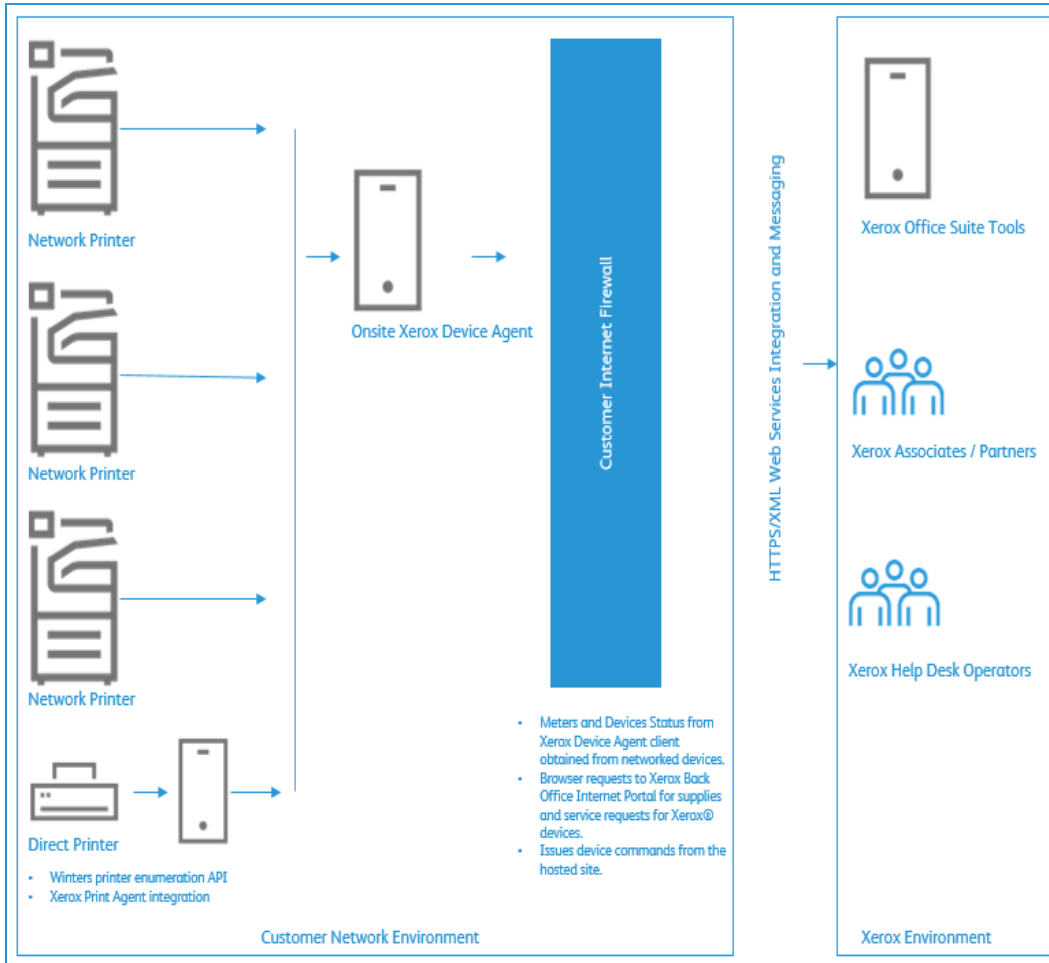 Network Printer
Network Printer
Network Printer
Direct Printer
• Winters printer enumeration API
• Xerox Print Agent integration
Onsite Xerox Device Agent
Customer Internet Firewall
• Meters and Devices Status from
Xerox Device Agent client
obtained from networked devices.
• Browser requests to Xerox Back
Office Internet Portal for supplies
and service requests for Xerox®
devices.
• Issues device commands from the
hosted site.
Customer Network Environment
HTTPS/XML Web Services Integration and Messaging
Xerox Office Suite Tools
Xerox Associates / Partners
Xerox Help Desk Operators
Xerox Environment